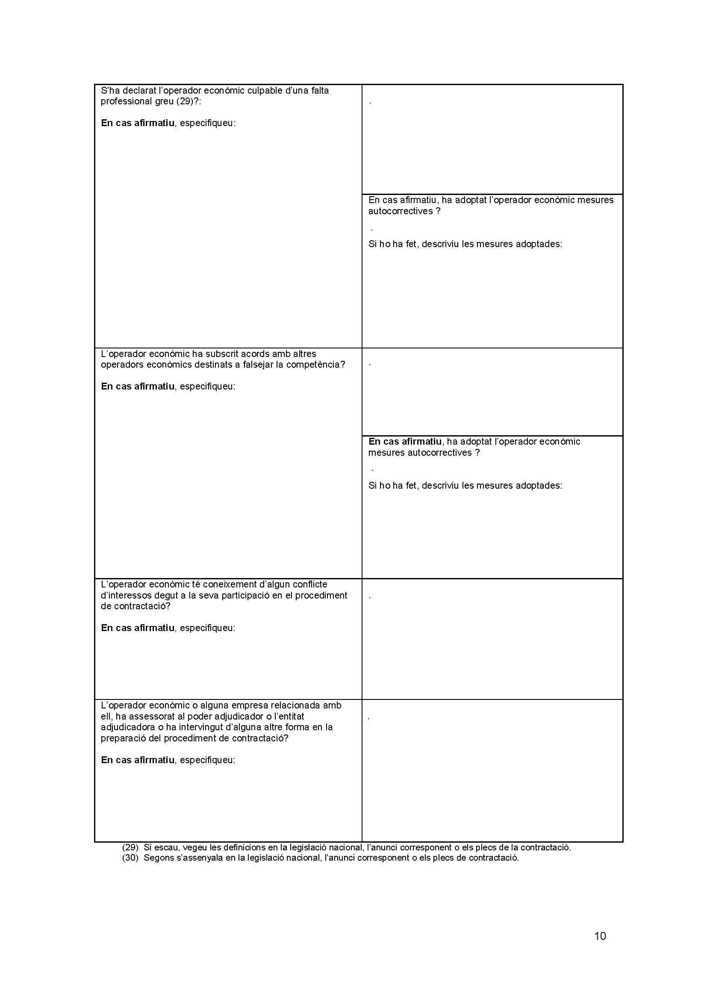 S’ha declarat l’operador econòmic culpable d’una falta
professional greu (29)?:
En cas afirmatiu, especifiqueu:
.
En cas afirmatiu, ha adoptat l’operador econòmic mesures
autocorrectives ?
.
Si ho ha fet, descriviu les mesures adoptades:
L’operador econòmic ha subscrit acords amb altres
operadors econòmics destinats a falsejar la competència?
En cas afirmatiu, especifiqueu:
.
En cas afirmatiu, ha adoptat l’operador econòmic
mesures autocorrectives ?
.
Si ho ha fet, descriviu les mesures adoptades:
L’operador econòmic té coneixement d’algun conflicte
d’interessos degut a la seva participació en el procediment
de contractació?
En cas afirmatiu, especifiqueu:
.
L’operador econòmic o alguna empresa relacionada amb
ell, ha assessorat al poder adjudicador o l’entitat
adjudicadora o ha intervingut d’alguna altre forma en la
preparació del procediment de contractació?
En cas afirmatiu, especifiqueu:
.
(29) Si escau, vegeu les definicions en la legislació nacional, l’anunci corresponent o els plecs de la contractació.
(30) Segons s’assenyala en la legislació nacional, l’anunci corresponent o els plecs de contractació.
10